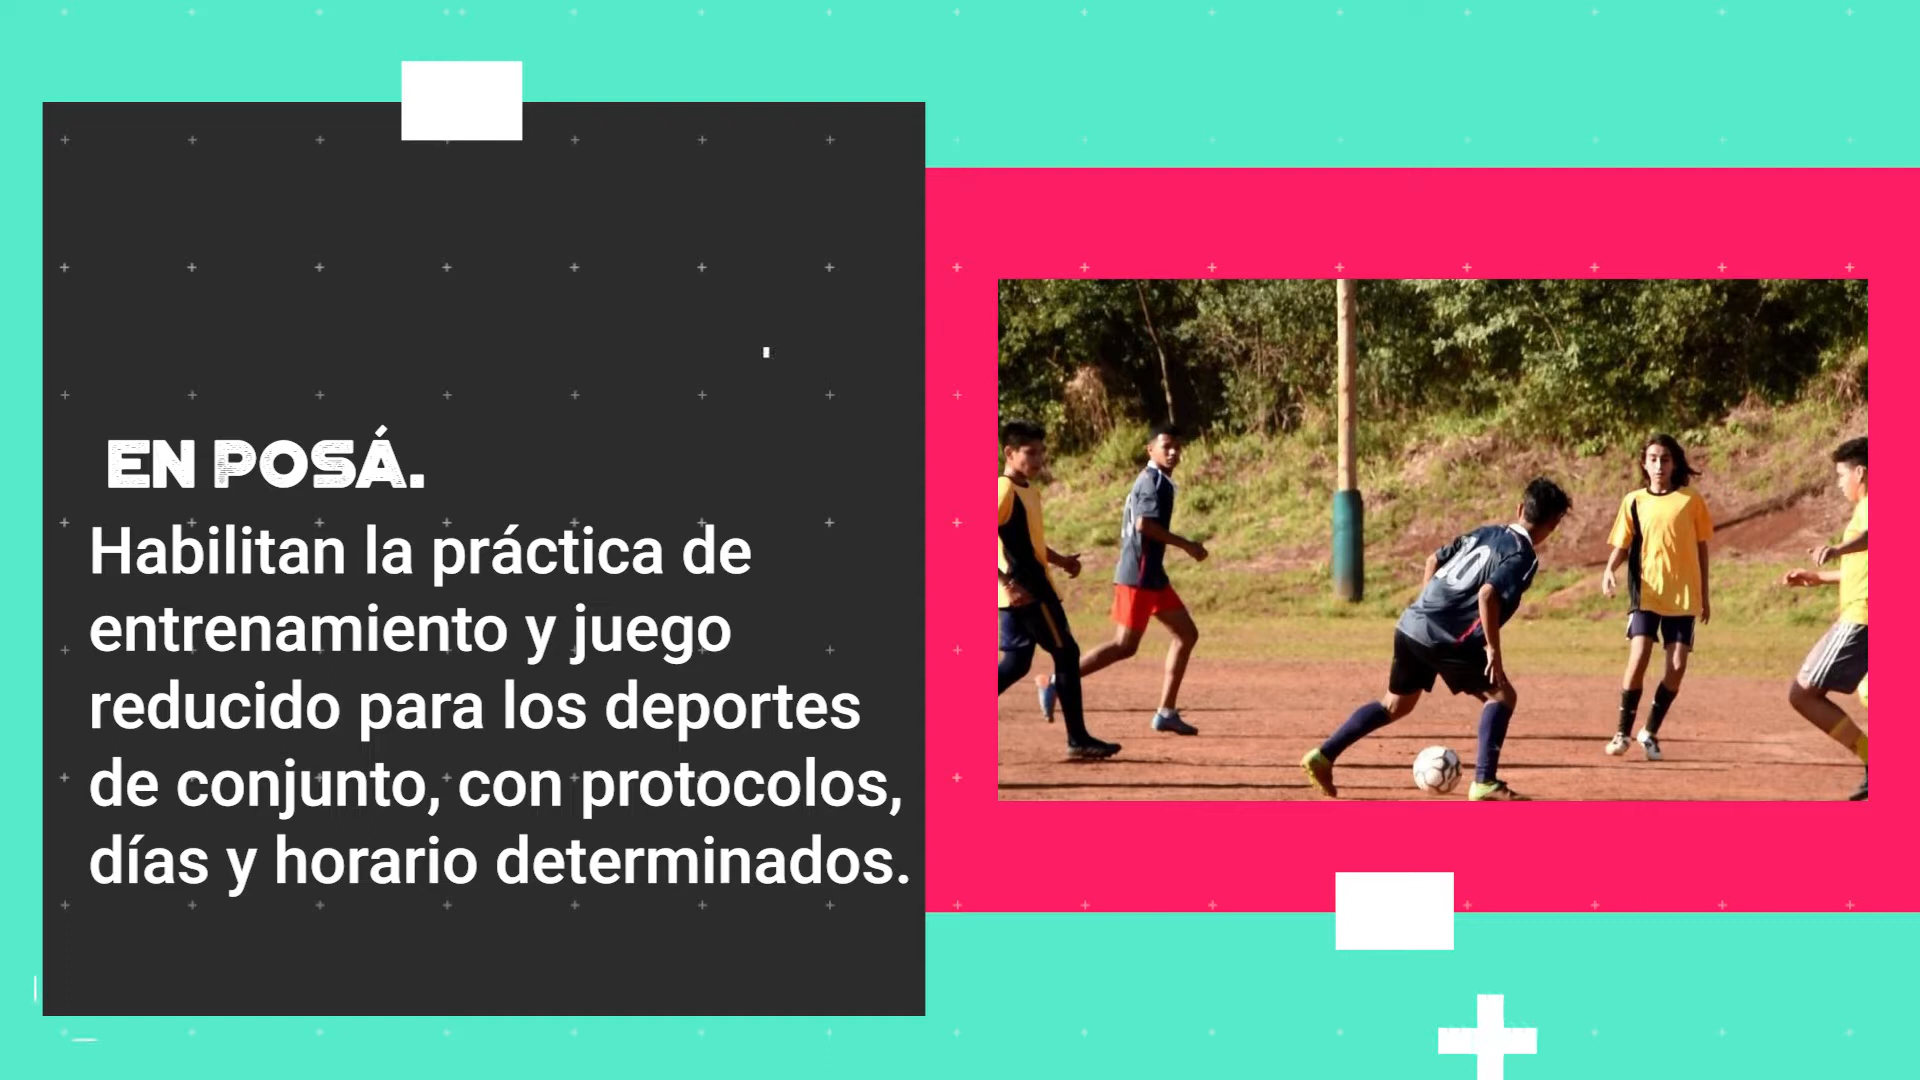 EN POSÁ.
Habilitan la práctica de
entrenamiento y juego
reducido para los deportes
de conjunto, con protocolos,
días y horario determinados.
10